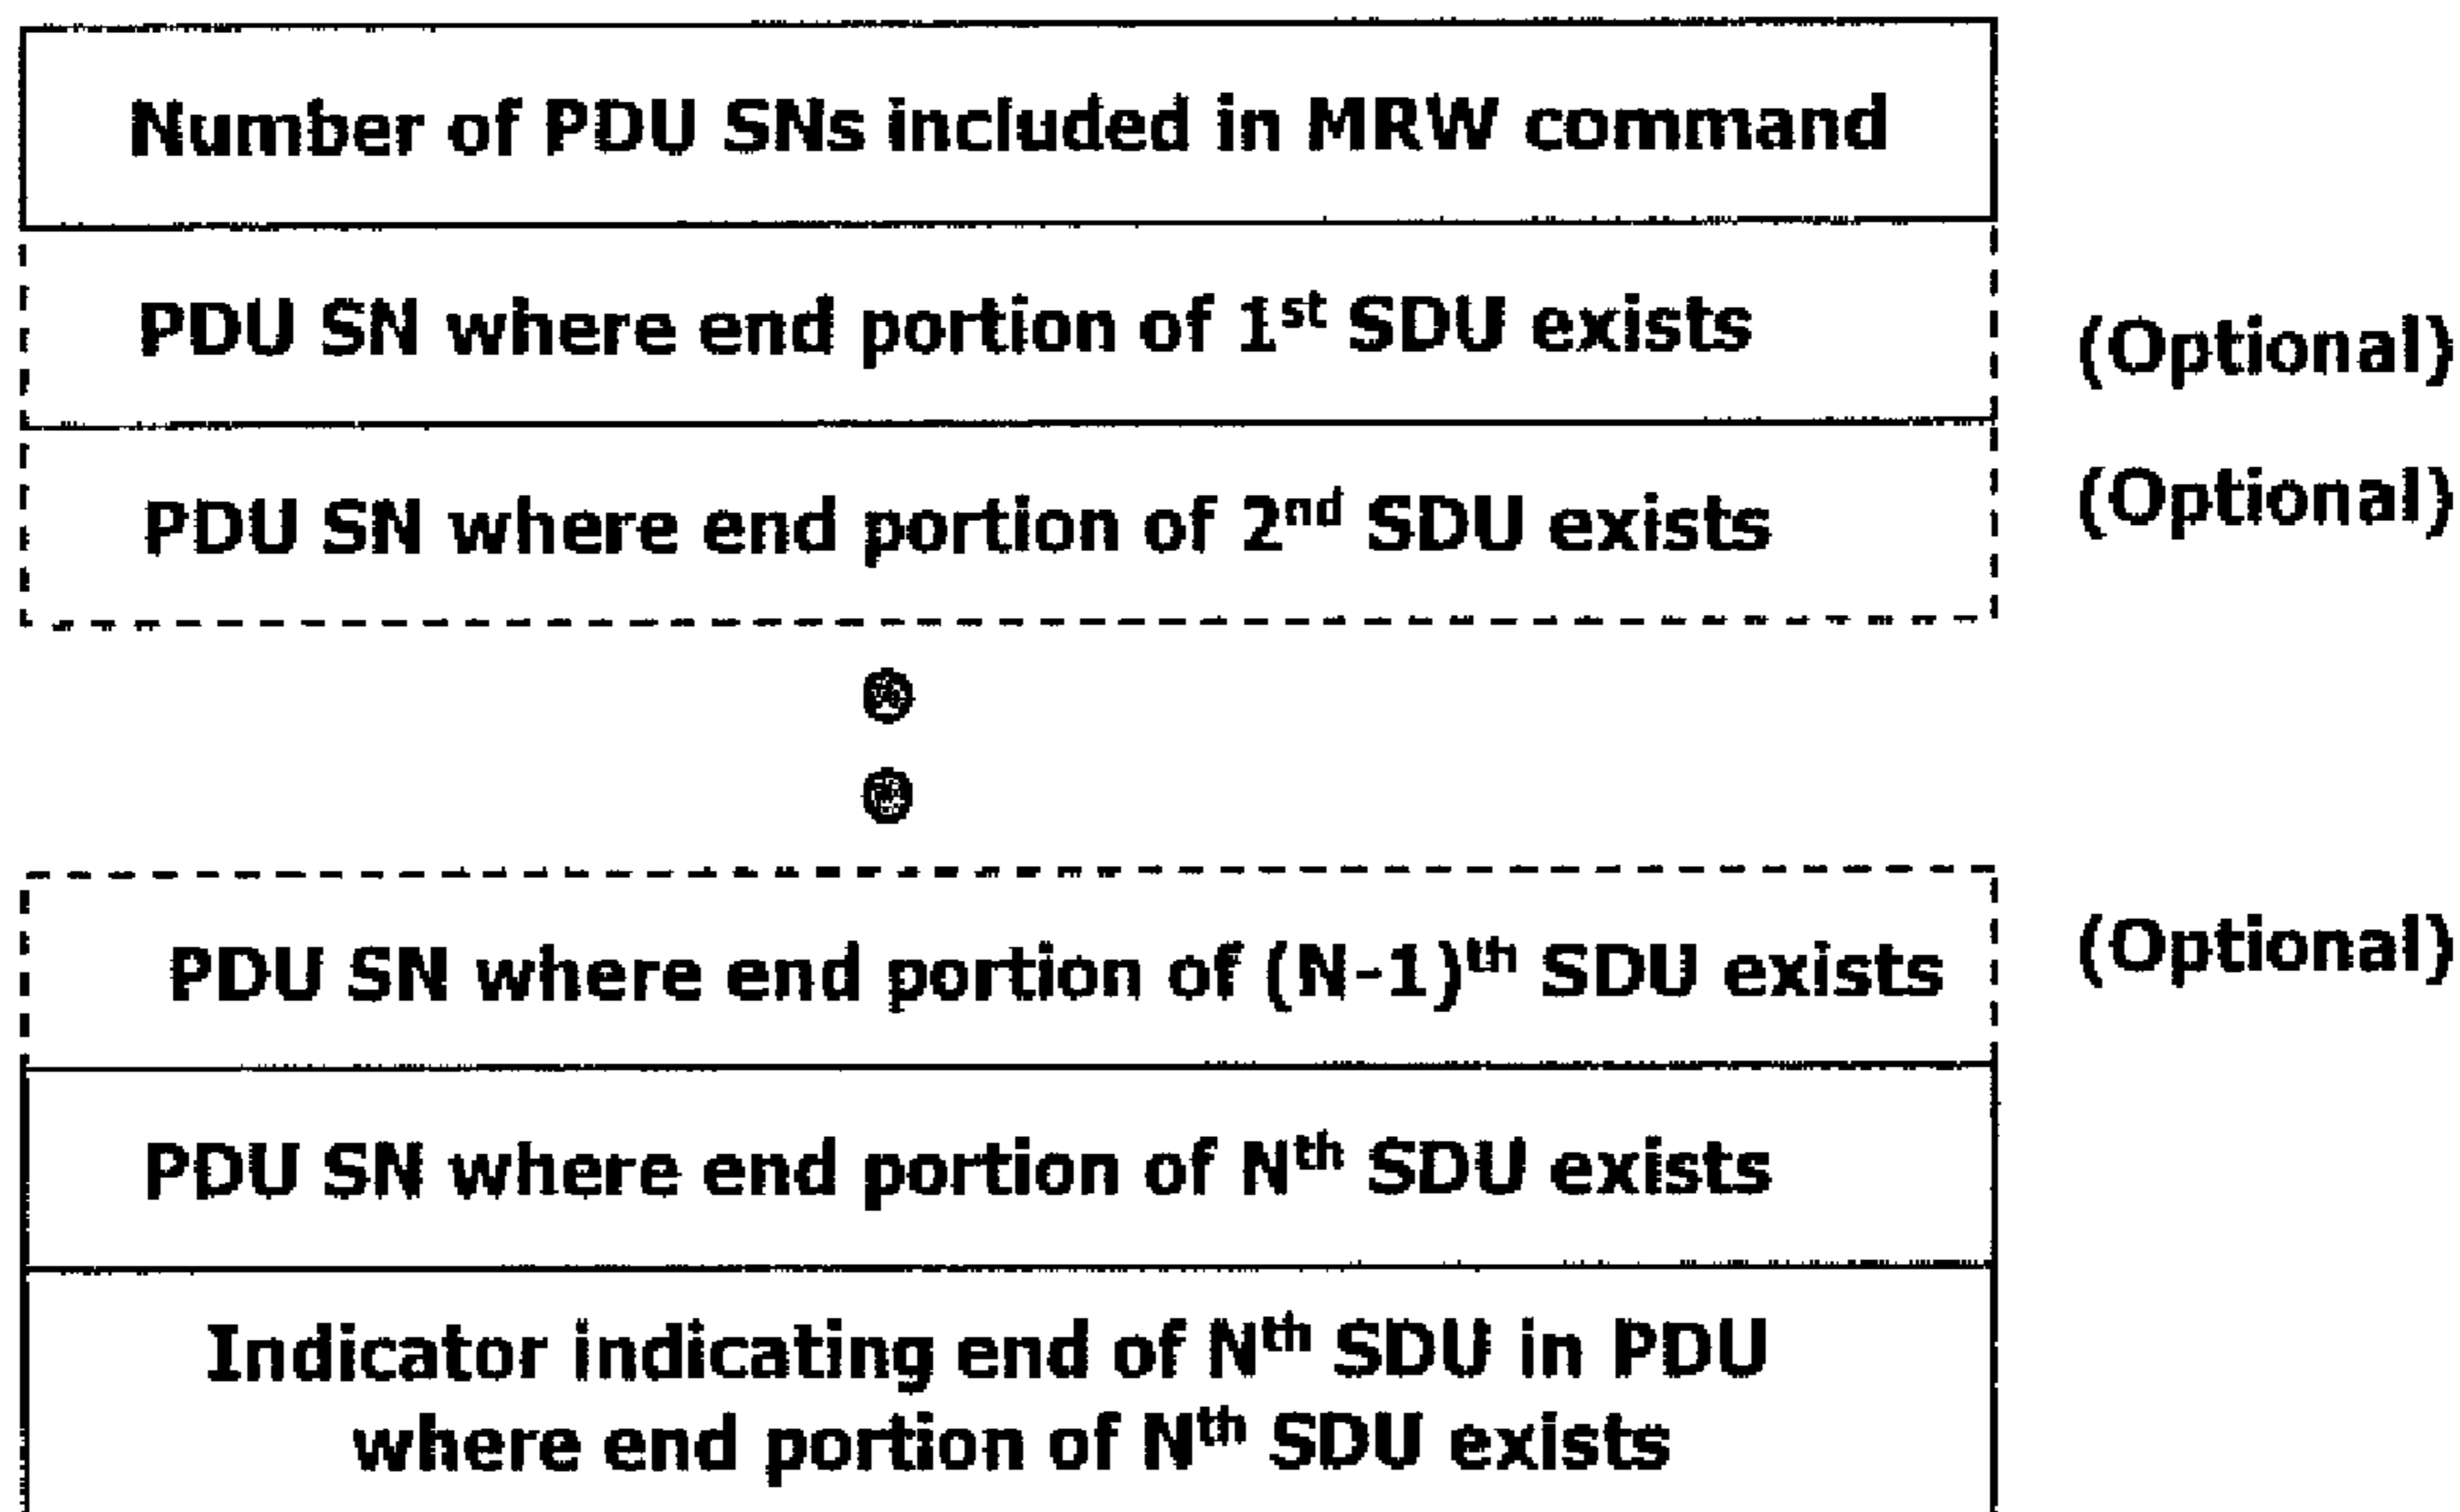 Number of PDU SNs included in MRW command
PDU SN where end portion of 1st SDU exists
(Optional)
PDU SN where end portion of 2nd SDU exists
(Optional)
PDU SN where end portion of (N-1)th SDU exists
(Optional)
PDU SN where end portion of Nth SDU exists
Indicator indicating end of Nth SDU in PDU
where end portion of Nth SDU exists